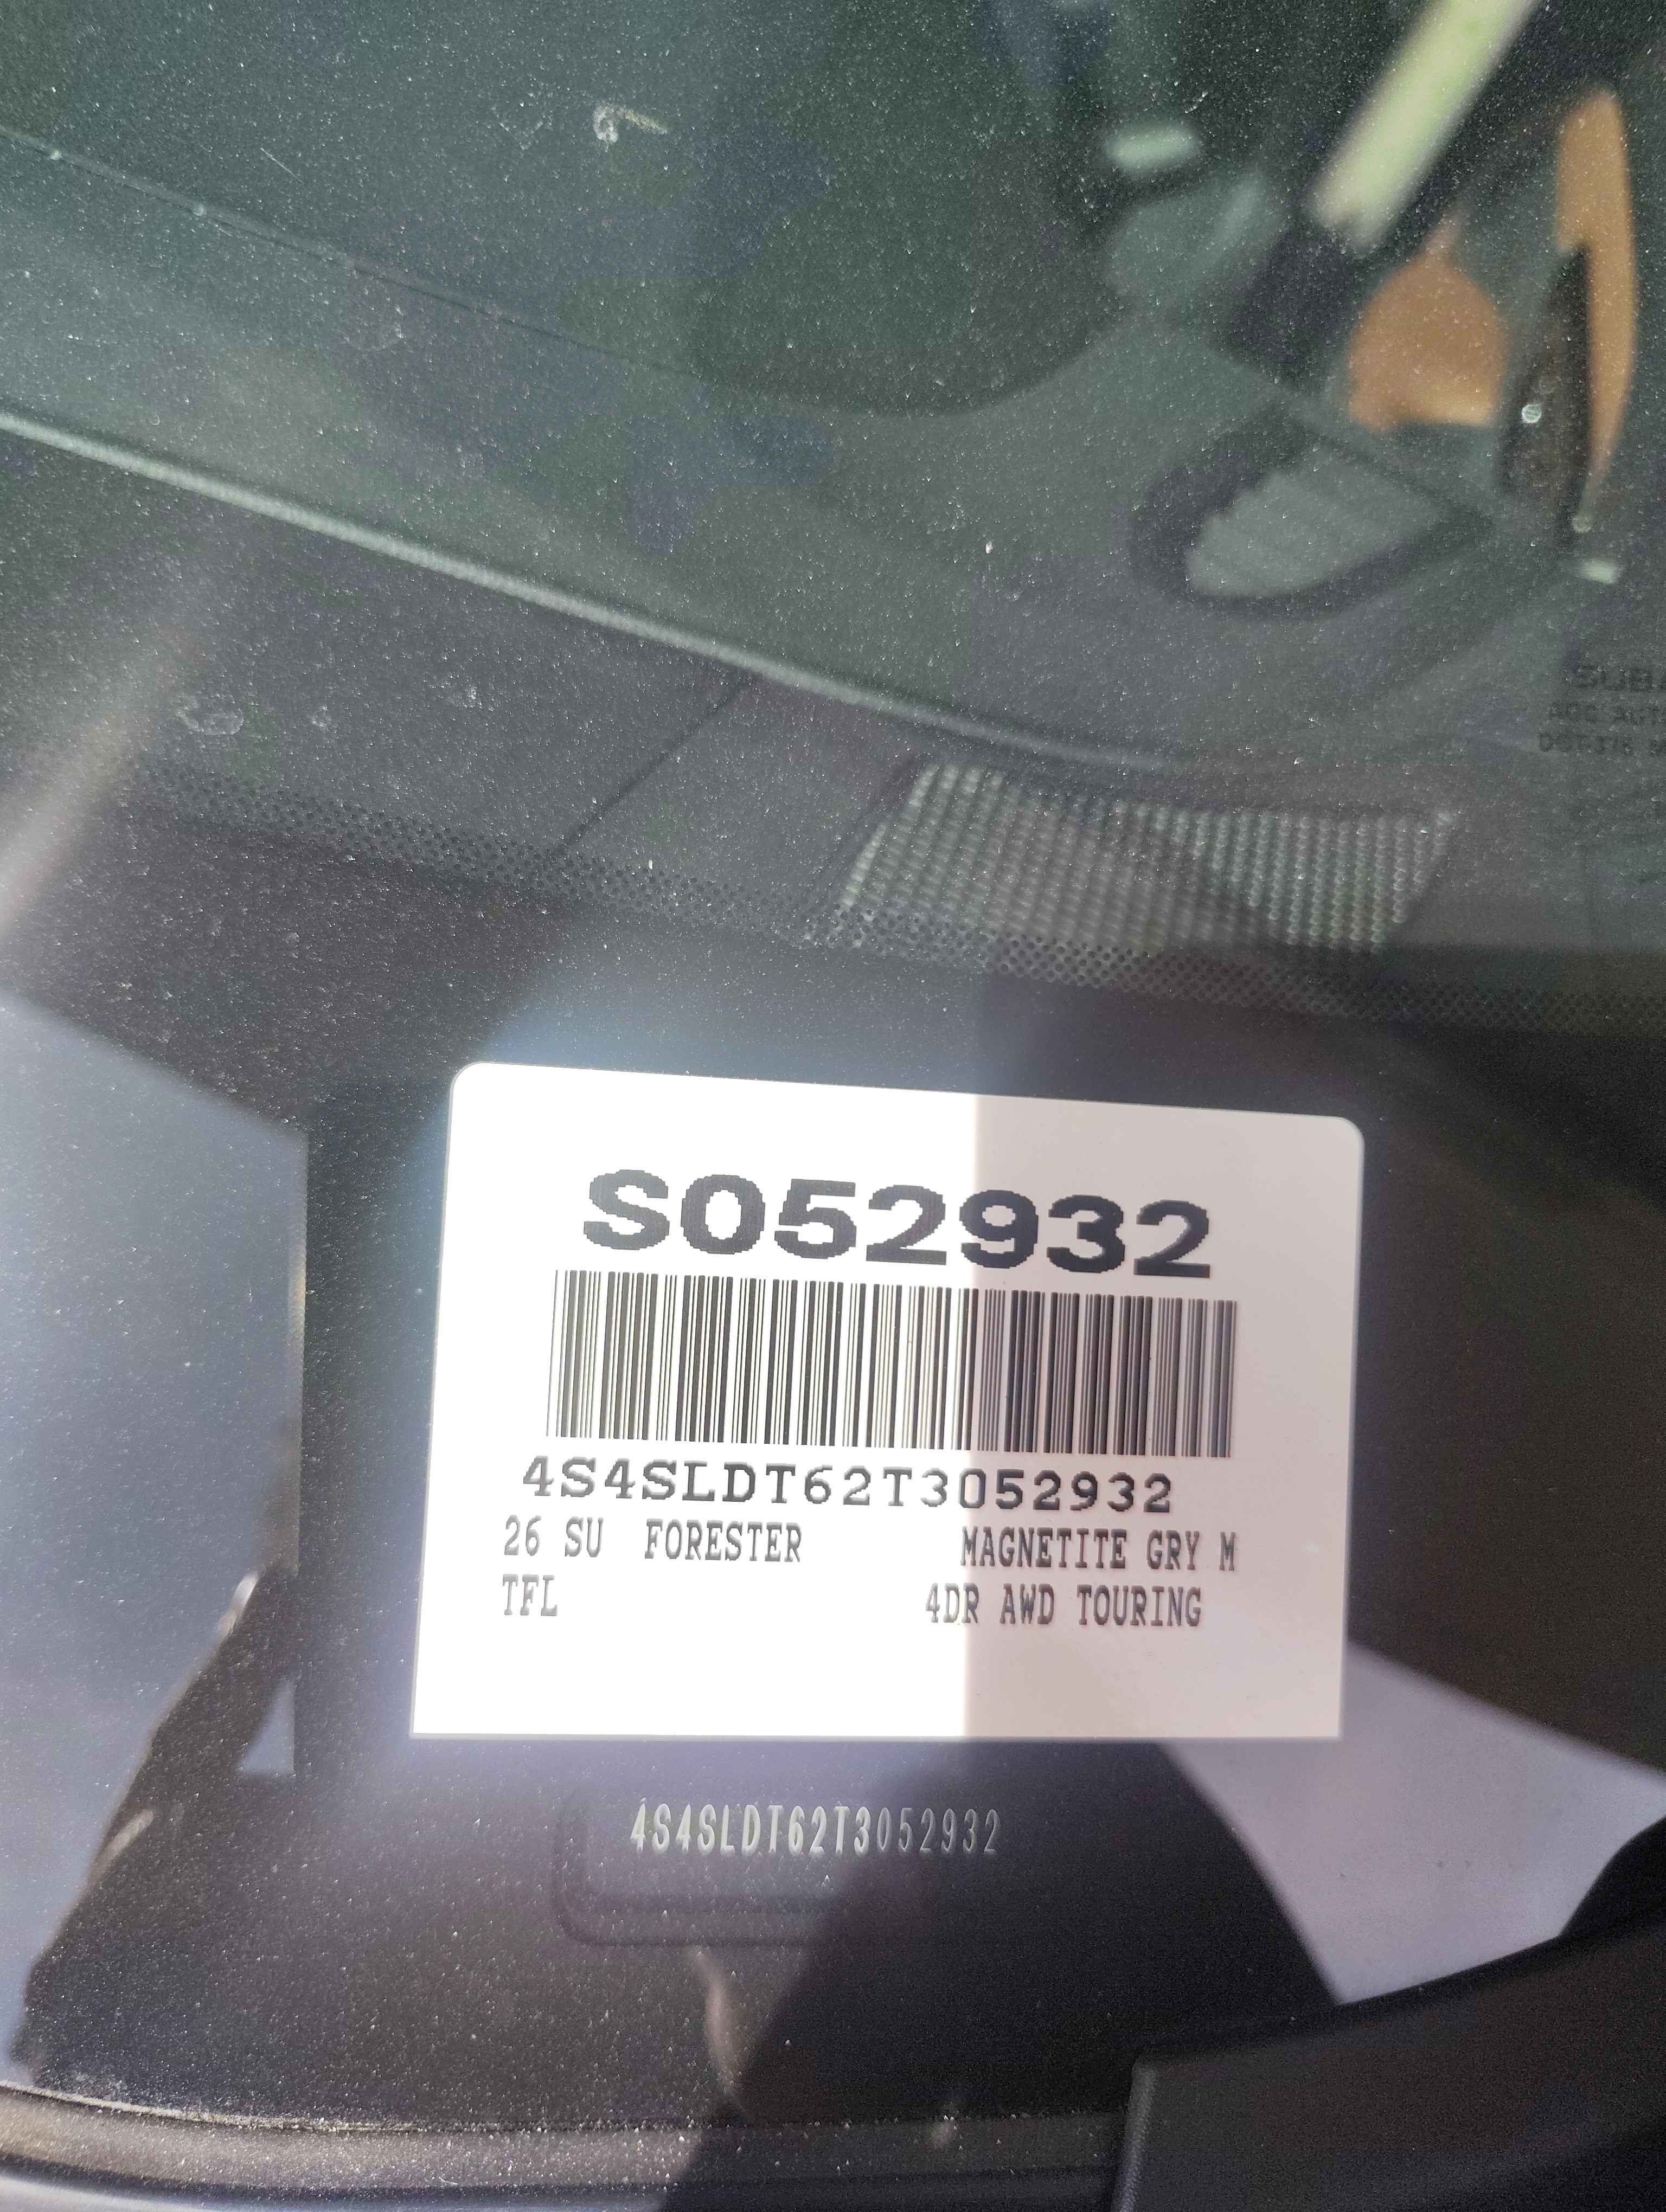 S052932
4S4SLDT62T3052932
26 SU FORESTER MAGNETITE GRY M
TFL 4DR AWD TOURING
4S4SLDT62T3052932